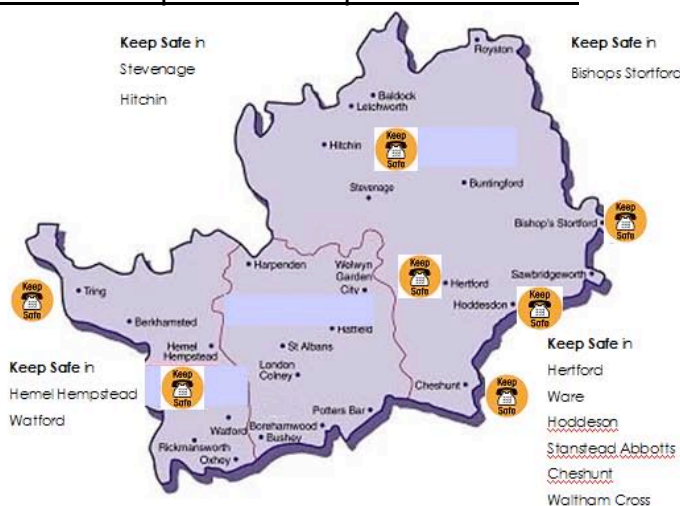 Keep Safe in
Stevenage
Hitchin
Keep Safe in
Bishops Stortford
Royston
Baldock
Letchworth
Hitchin
Keep
Safe
Stevenage
Buntingford
Bishop's Stortford
Keep
Safe
Harpenden
Welwyn
Garden
City
Keep
Safe
Hertford
Sawbridgeworth
Hoddesdon
Keep
Safe
Keep
Safe
Tring
Berkhamsted
Hatfield
St Albans
Hemel
Hempstead
London
Colney
Keep Safe in
Hemel Hempstead
Watford
Keep
Safe
Cheshunt
Keep
Safe
Potters Bar
Watford
Borehamwood
Bushey
Rickmansworth
Oxhey
Keep Safe in
Hertford
Ware
Hoddeson
Stanstead Abbotts
Cheshunt
Waltham Cross